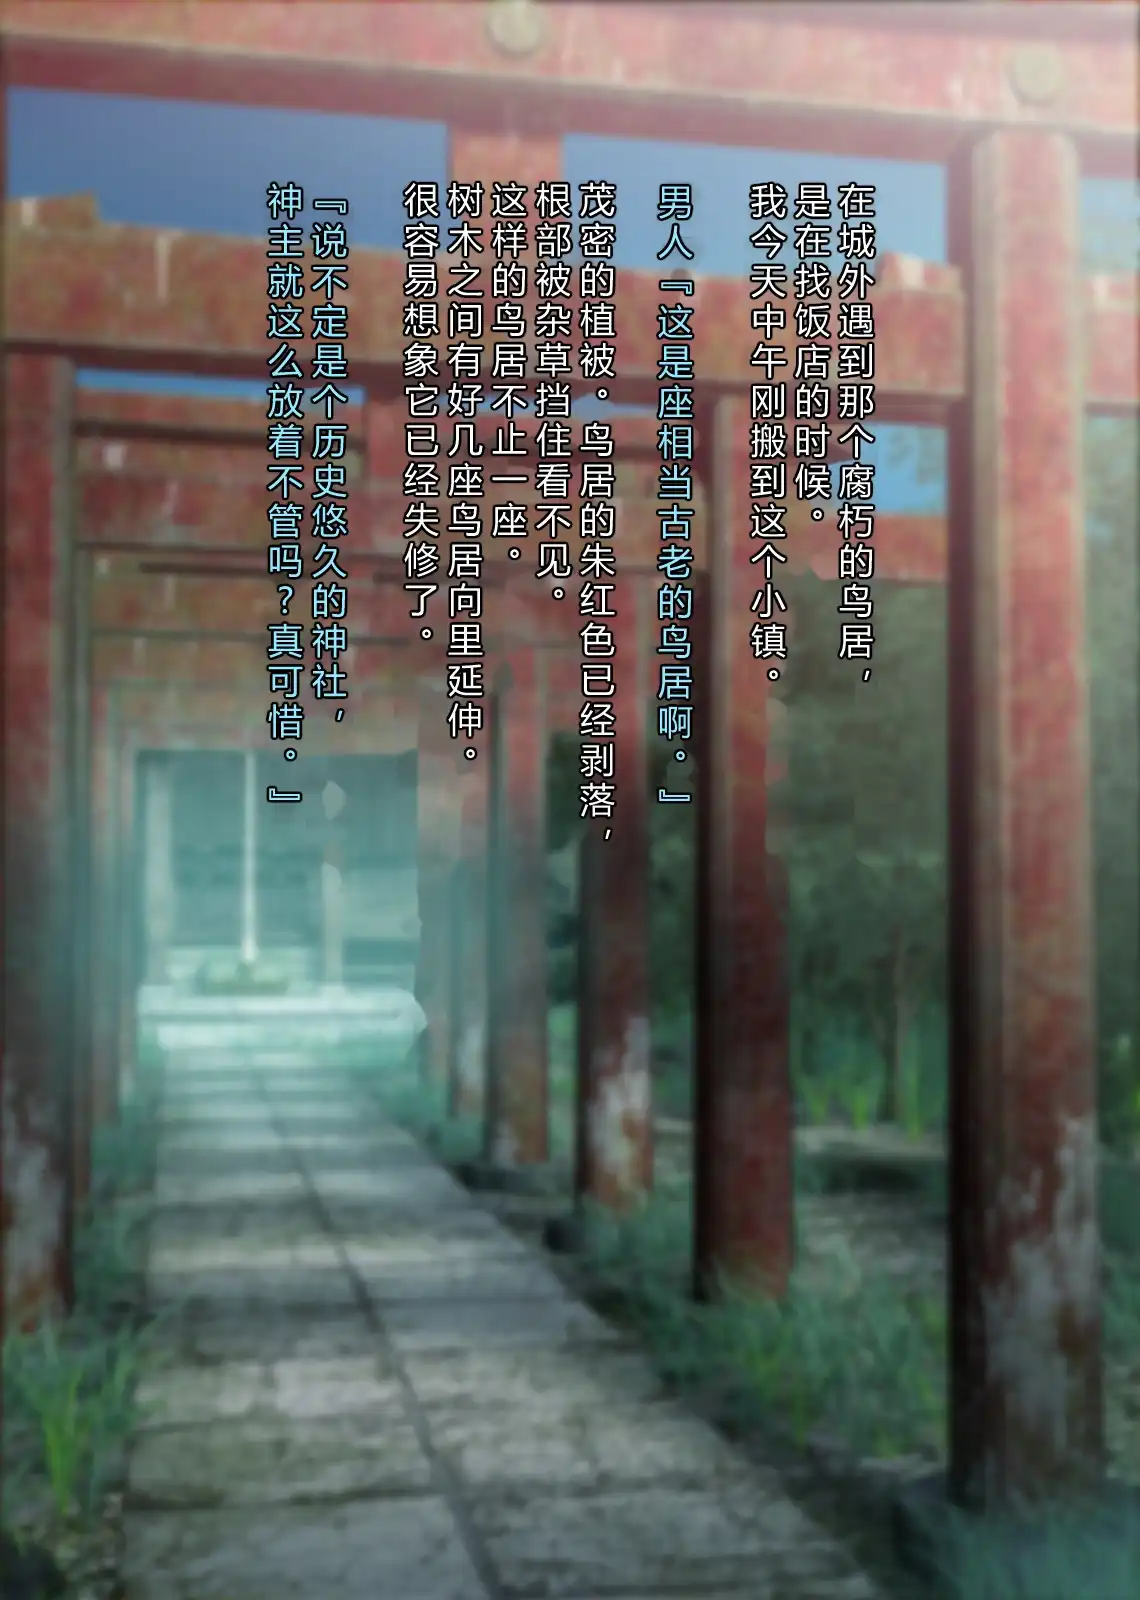 在城外遇到那个腐朽的鸟居，
是在找饭店的时候。
我今天中午刚搬到这个小镇。
男人『这是座相当古老的鸟居啊。』
茂密的植被。鸟居的朱红色已经剥落，
根部被杂草挡住看不见。
这样的鸟居不止一座。
树木之间有好几座鸟居向里延伸。
很容易想象它已经失修了。
『说不定是个历史悠久的神社，
神主就这么放着不管吗？真可惜。』